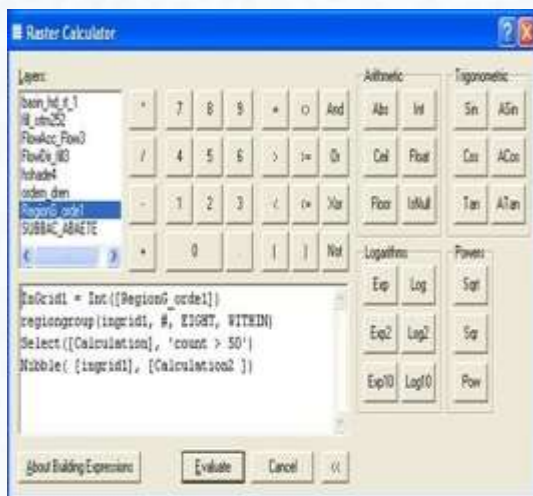 Raster Calculator
Layers:
Arithmetic
Trigonometric
basin_hd_it_1
fill_srtm252
FlowAcc_Flow3
FlowDir_fill3
hshade4
ordem_dren
RegionG_orde1
SUBBAC_ABAETE
* 7 8 9 = <> And
/ 4 5 6 > >= Or
- 1 2 3 < <= Xor
+ 0 . ( ) Not
Abs Int
Ceil Float
Floor IsNull
Sin ASin
Cos ACos
Tan ATan
Logarithms
Powers
Exp Log
Exp2 Log2
Exp10 Log10
Sqrt
Sqr
Pow
InGrid1 = Int([RegionG_orde1])
regiongroup(ingrid1, #, EIGHT, WITHIN)
Select([Calculation], 'count > 50')
Nibble( [ingrid1], [Calculation2 ])
About Building Expressions
Evaluate
Cancel
<<